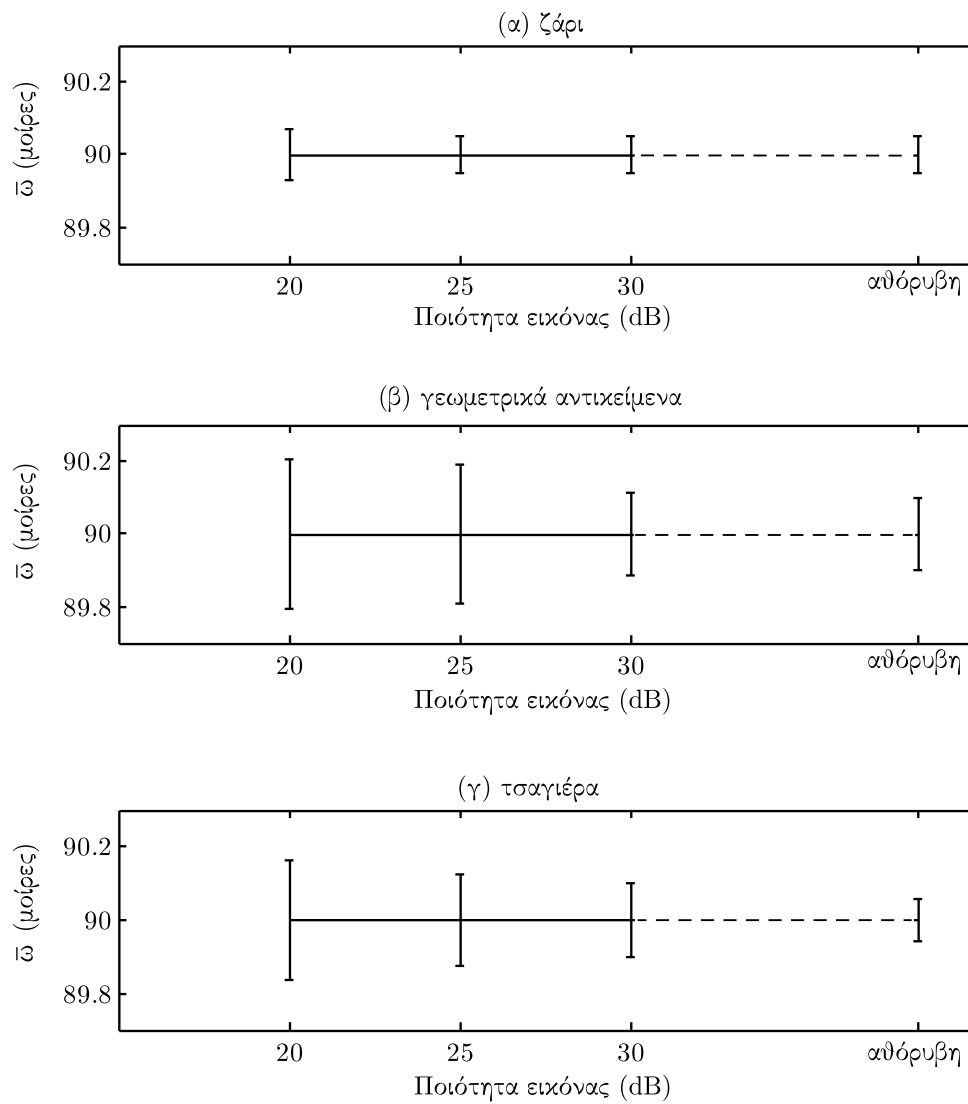 (α) ζάρι
90.2
90
89.8
ω̅ (μοίρες)
20 25 30 αθόρυβη
Ποιότητα εικόνας (dB)
(β) γεωμετρικά αντικείμενα
90.2
90
89.8
ω̅ (μοίρες)
20 25 30 αθόρυβη
Ποιότητα εικόνας (dB)
(γ) τσαγιέρα
90.2
90
89.8
ω̅ (μοίρες)
20 25 30 αθόρυβη
Ποιότητα εικόνας (dB)